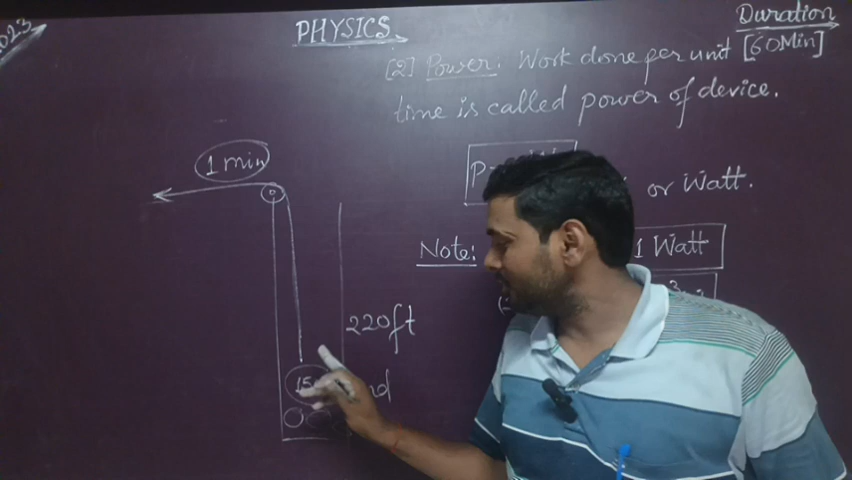 2023
PHYSICS
Duration
[60Min]
[2] Power: Work done per unit
time is called power of device.
1 min
or Watt.
Note:
1 Watt
220ft